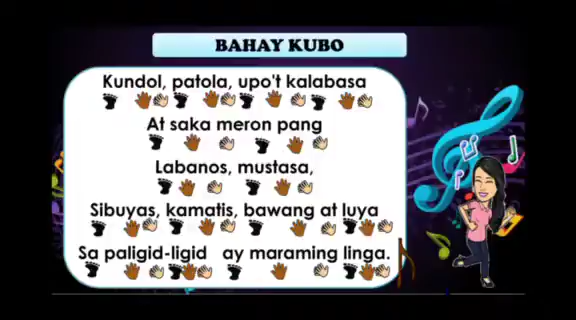 BAHAY KUBO
Kundol, patola, upo't kalabasa
At saka meron pang
Labanos, mustasa,
Sibuyas, kamatis, bawang at luya
Sa paligid-ligid ay maraming linga.